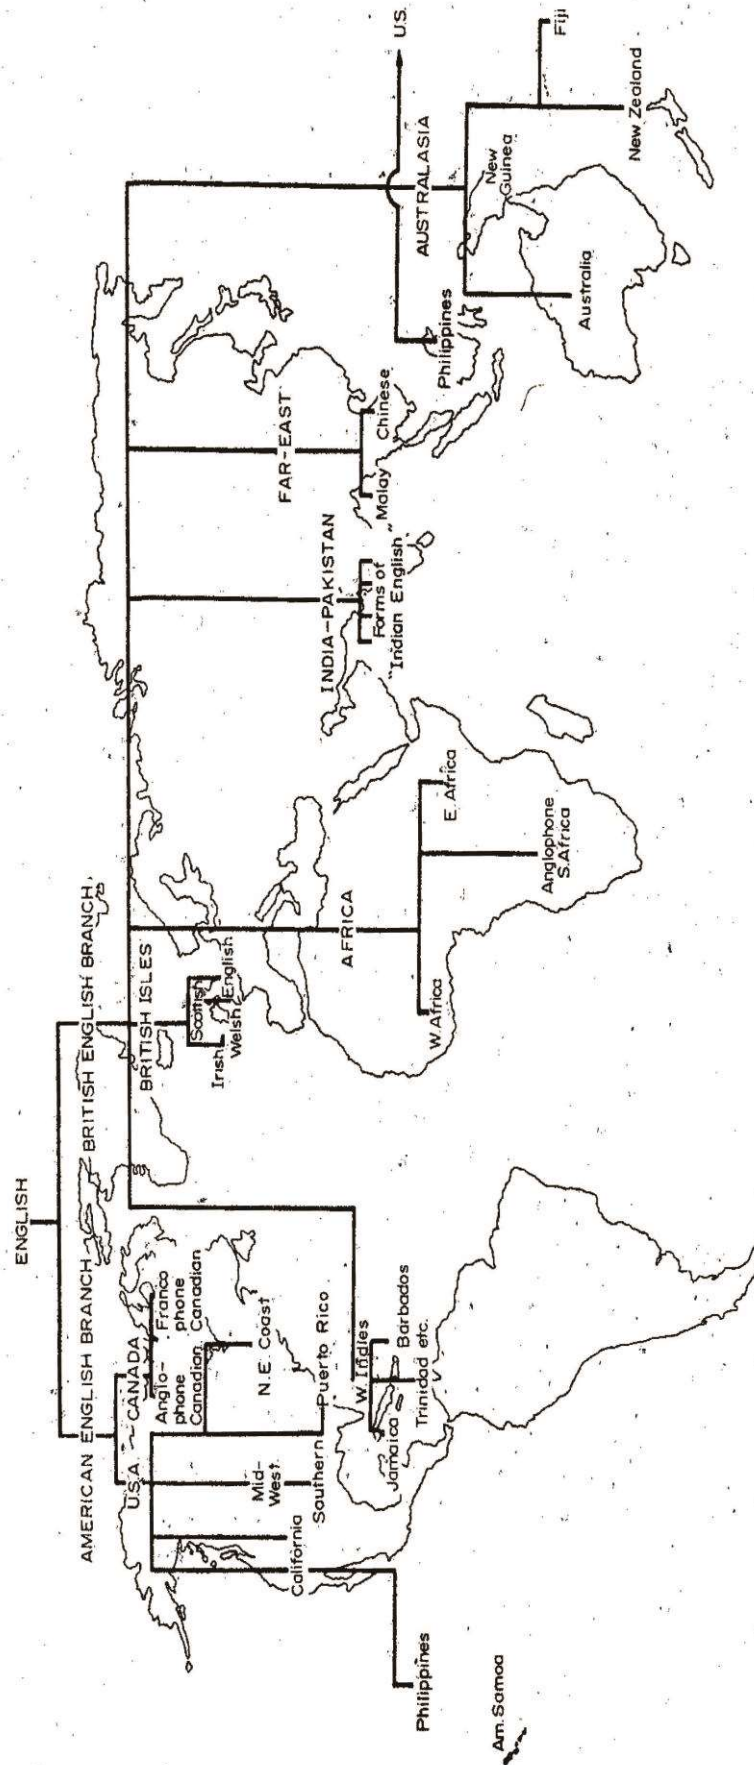 ENGLISH
AMERICAN ENGLISH BRANCH
BRITISH ENGLISH BRANCH
U.S.A. - CANADA
Anglo-
phone
Canadian
Franco
phone
Canadian
N.E. Coast
Mid-
West
Southern
Puerto Rico
California
Philippines
Am. Samoa
W. Indies
Jamaica
Barbados
Trinidad etc.
BRITISH ISLES
Scottish
Irish
English
Welsh
AFRICA
W. Africa
E. Africa
Anglophone
S. Africa
INDIA-PAKISTAN
Forms of
"Indian English"
FAR-EAST
Malay
Chinese
AUSTRALASIA
Philippines
U.S.
New
Guinea
Australia
New Zealand
Fiji